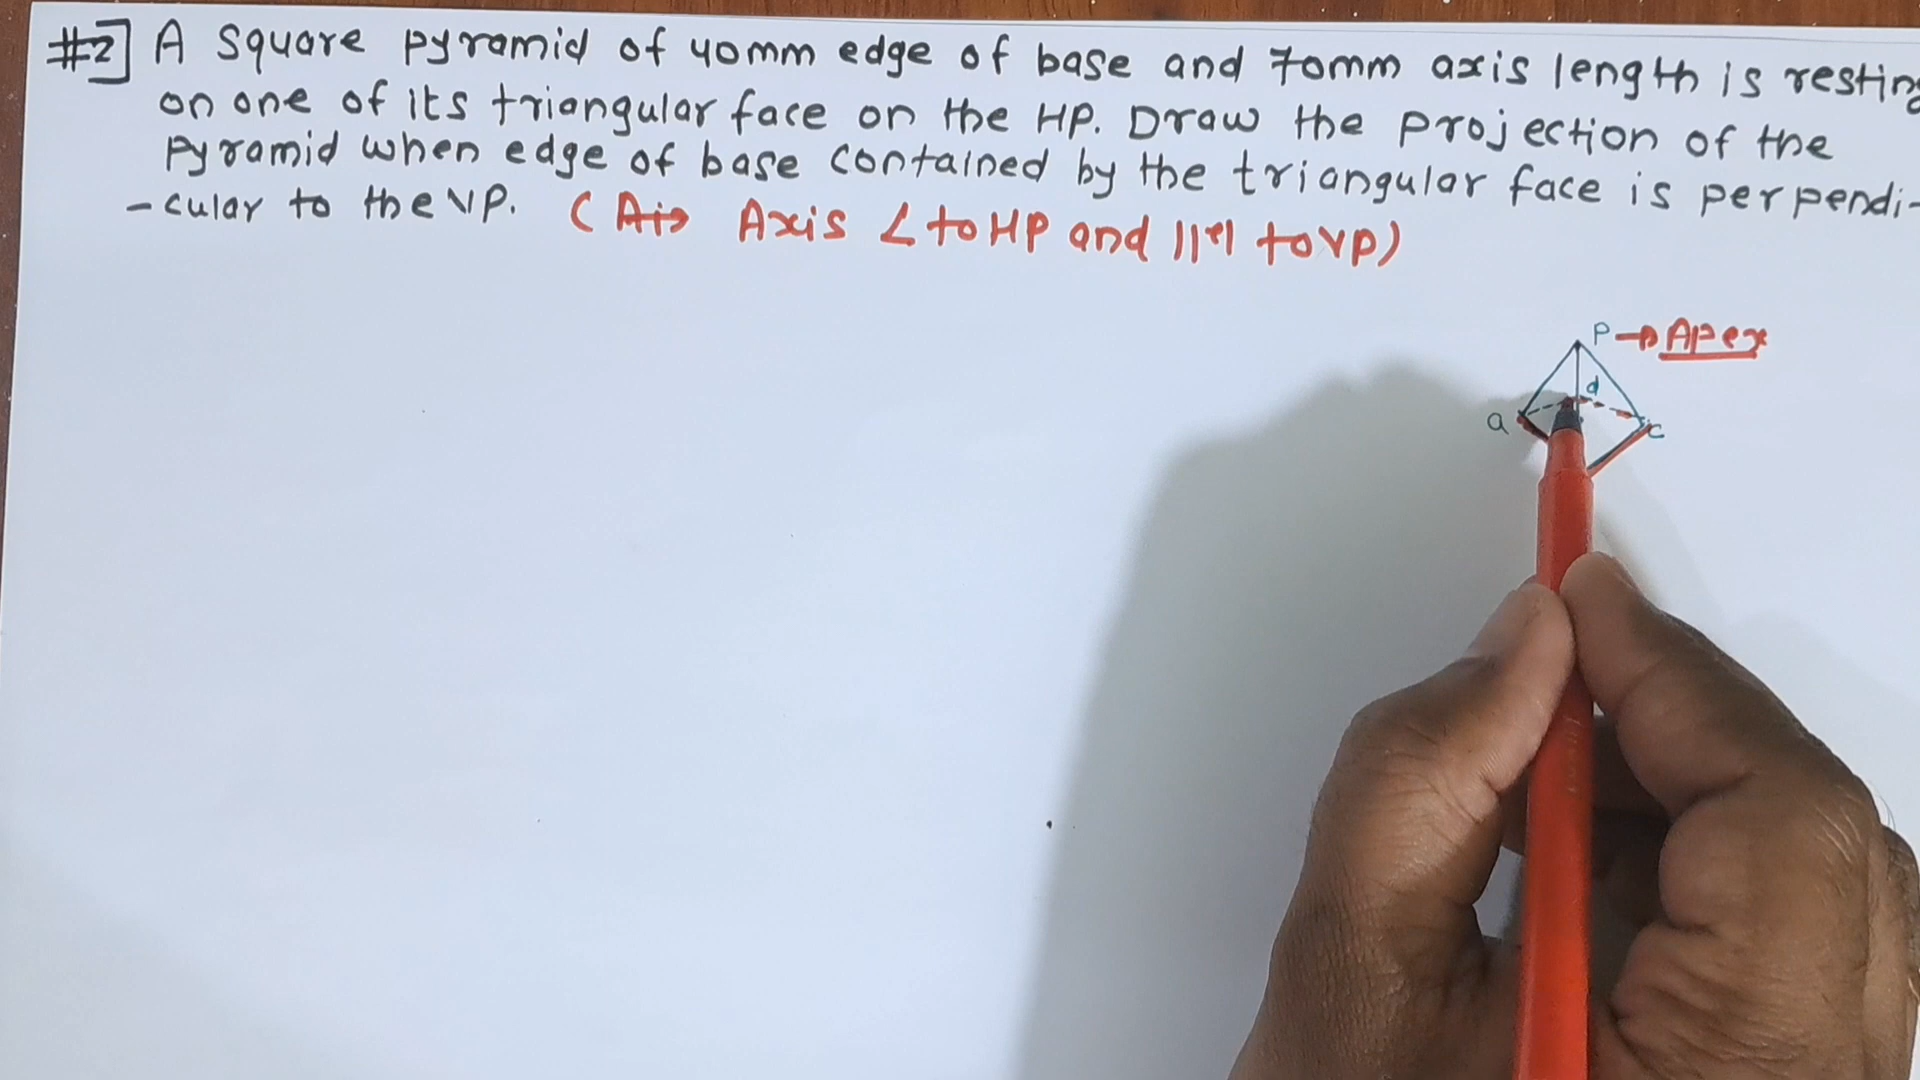 #2] A square pyramid of 40mm edge of base and 70mm axis length is resting
on one of its triangular face on the HP. Draw the projection of the
pyramid when edge of base contained by the triangular face is perpendi-
-cular to the VP. (Ais Axis ∠ to HP and ||el to VP)
P → Apex
d
a
c